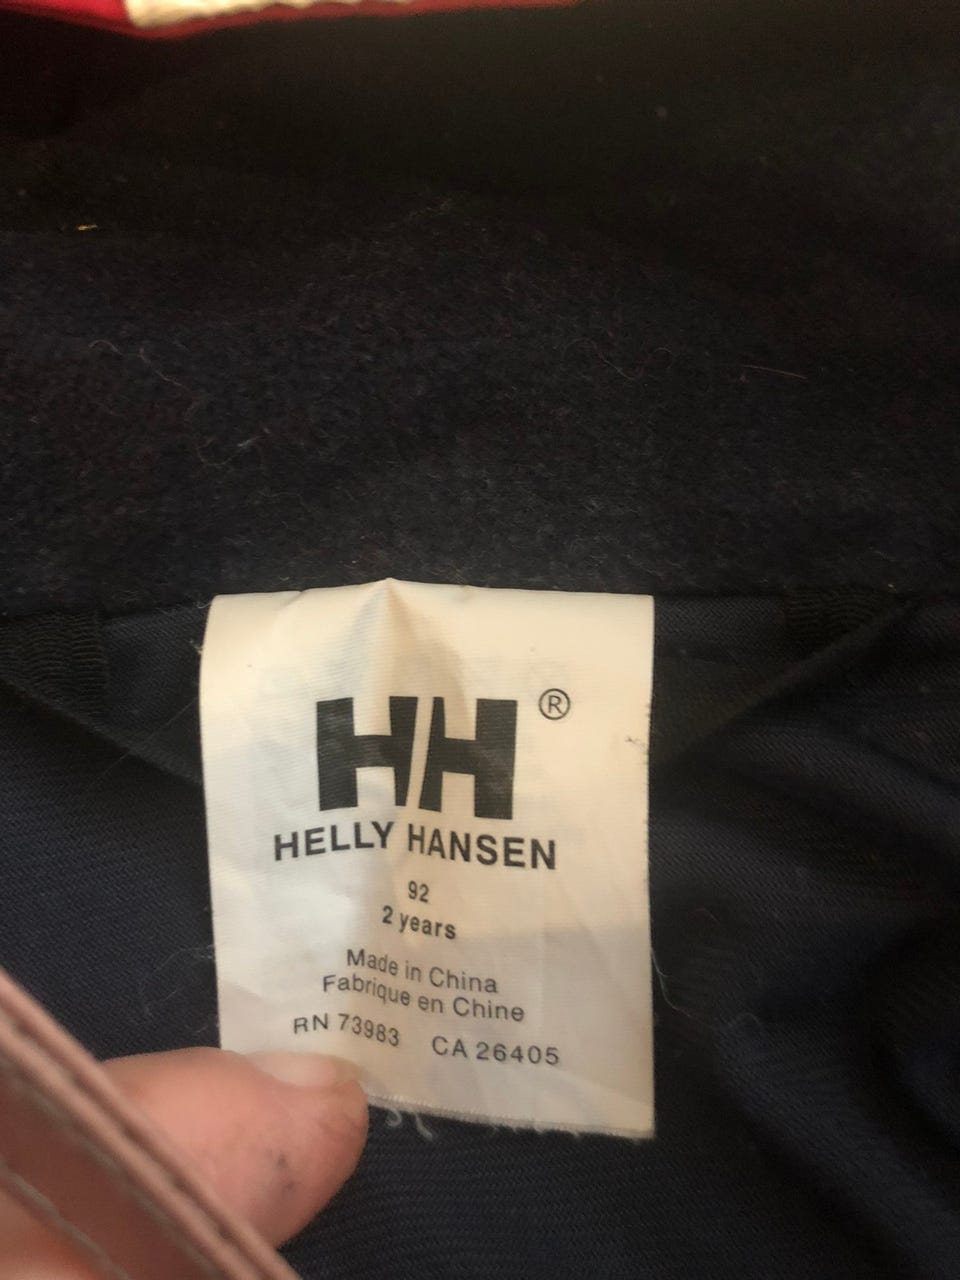 HH®
HELLY HANSEN
92
2 years
Made in China
Fabrique en Chine
RN 73983 CA 26405